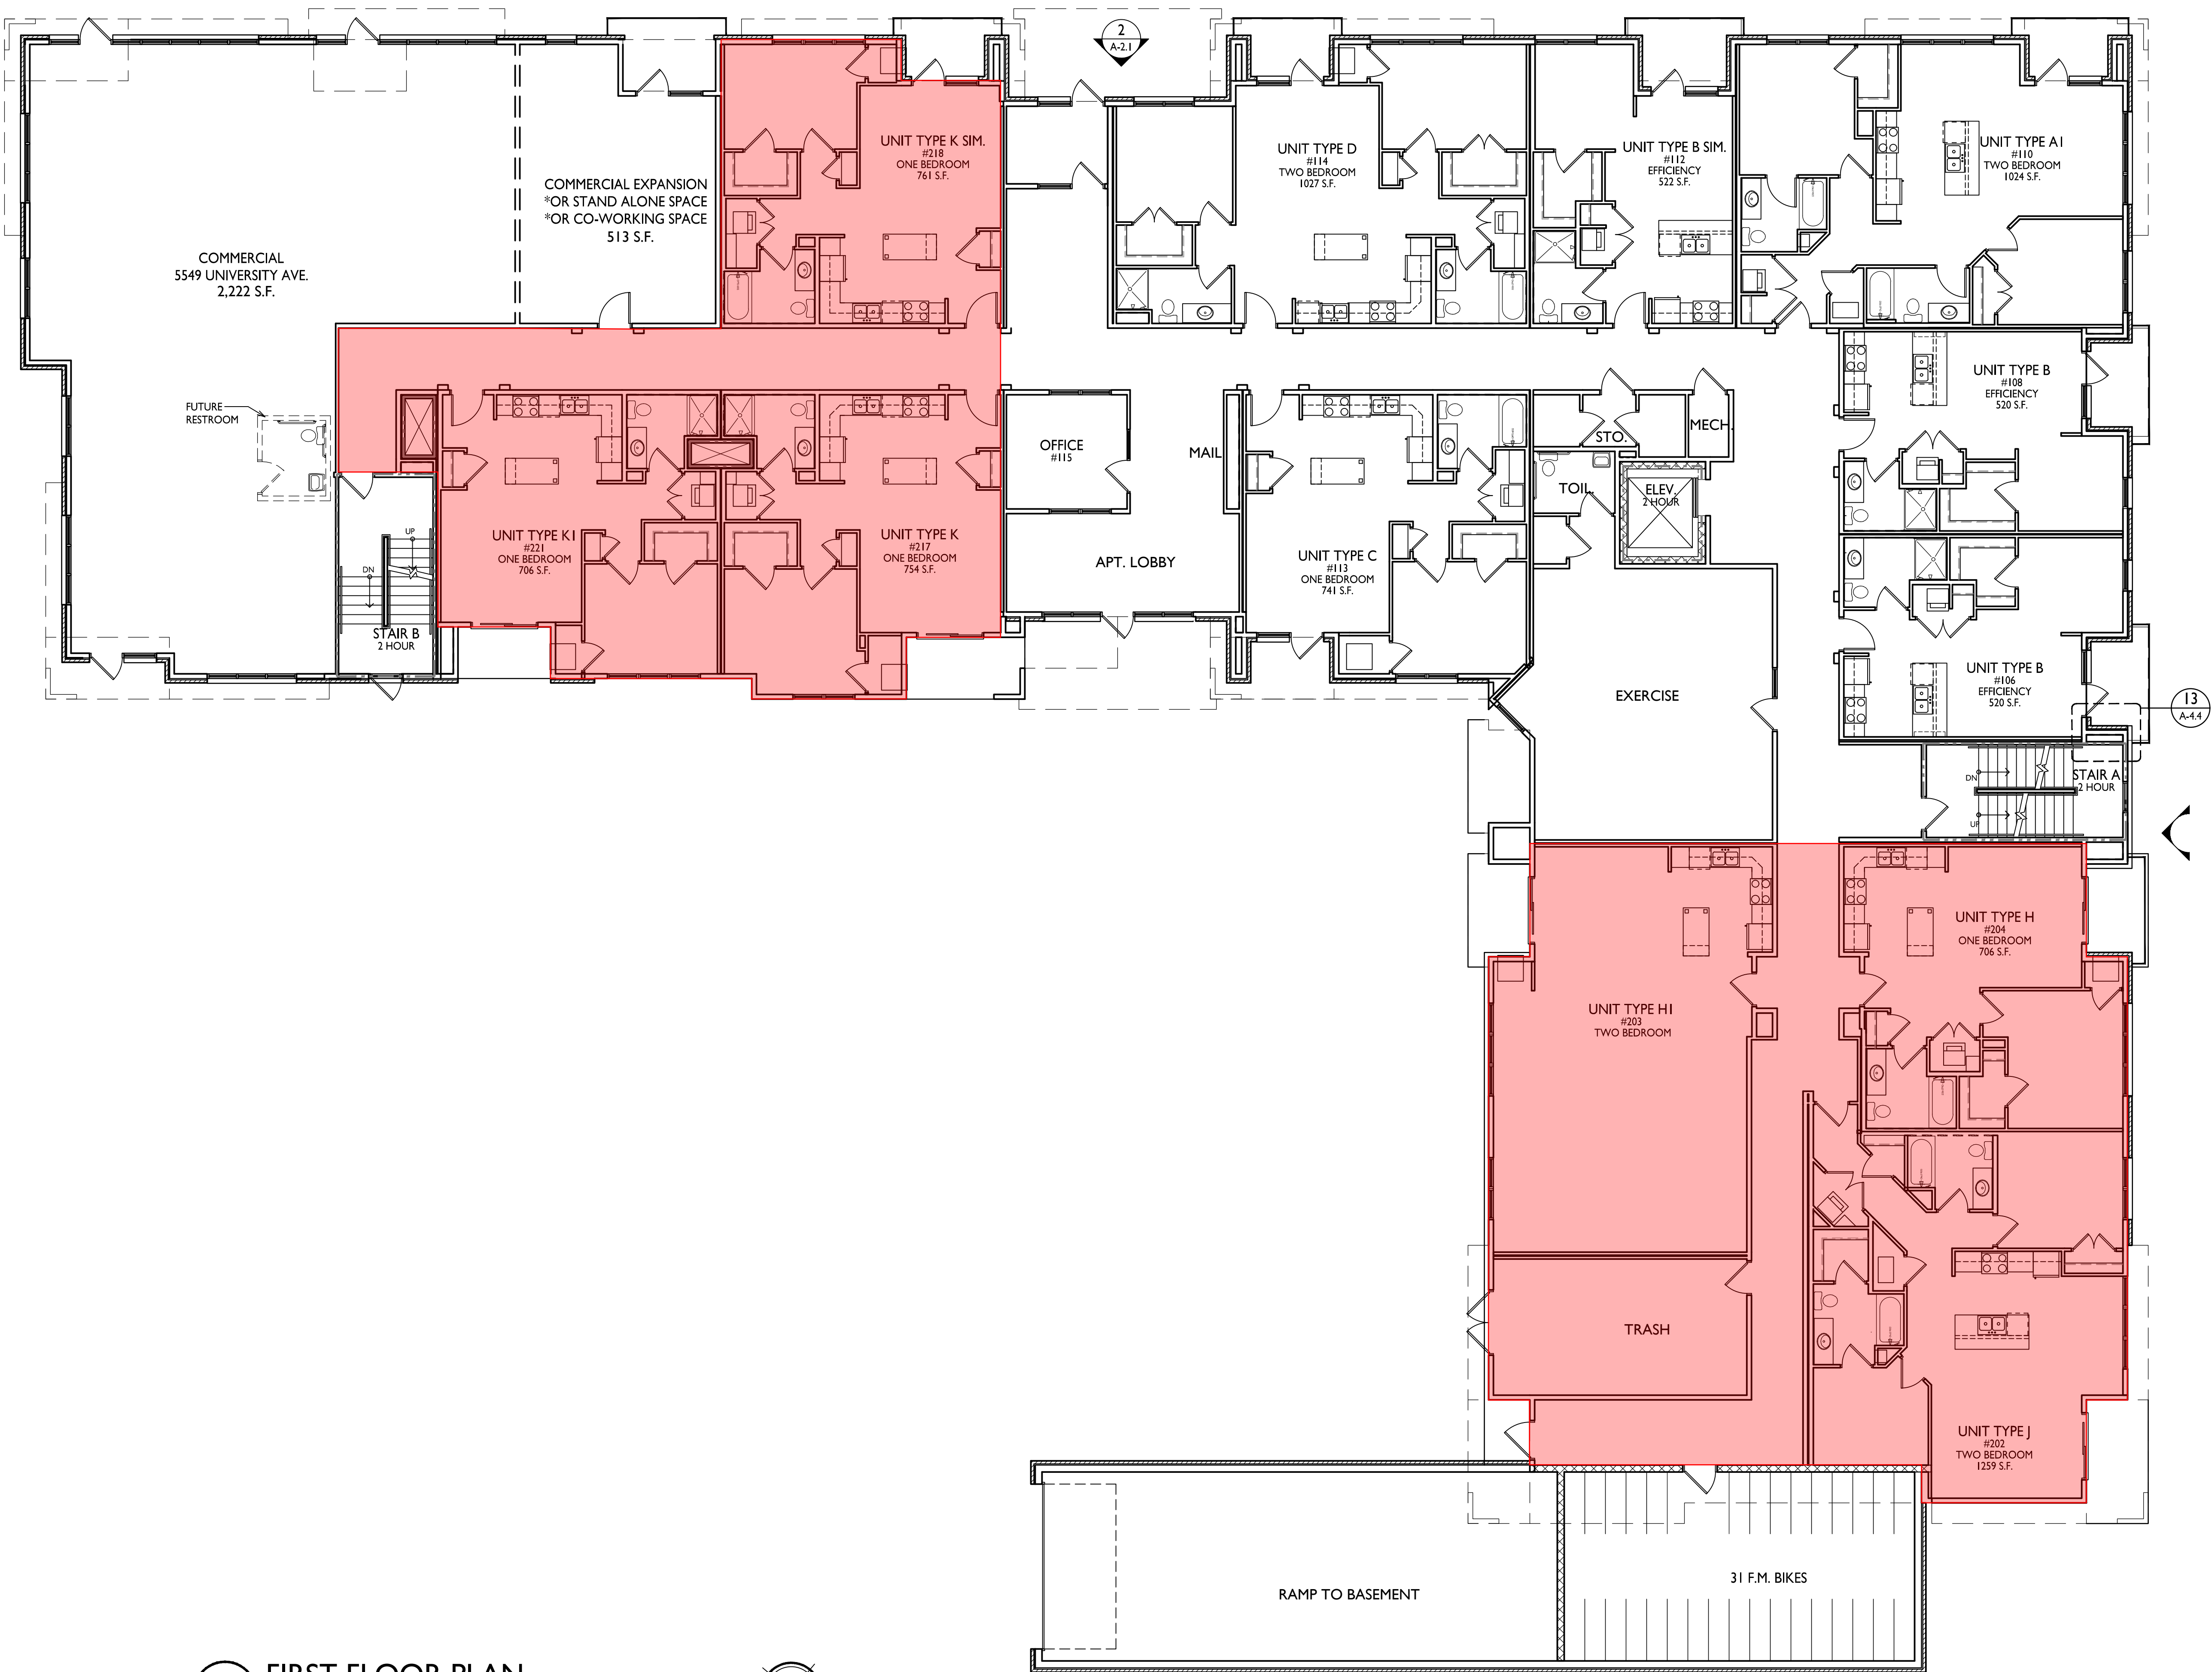 2
A-2.1
UNIT TYPE K SIM.
#218
ONE BEDROOM
761 S.F.
UNIT TYPE D
#114
TWO BEDROOM
1027 S.F.
UNIT TYPE B SIM.
#112
EFFICIENCY
522 S.F.
UNIT TYPE A1
#110
TWO BEDROOM
1024 S.F.
COMMERCIAL EXPANSION
*OR STAND ALONE SPACE
*OR CO-WORKING SPACE
513 S.F.
COMMERCIAL
5549 UNIVERSITY AVE.
2,222 S.F.
UNIT TYPE B
#108
EFFICIENCY
520 S.F.
FUTURE
RESTROOM
OFFICE
#115
MAIL
STO.
MECH.
TOIL.
ELEV.
2 HOUR
UP
DN
STAIR B
2 HOUR
UNIT TYPE K1
#221
ONE BEDROOM
706 S.F.
UNIT TYPE K
#217
ONE BEDROOM
754 S.F.
APT. LOBBY
UNIT TYPE C
#113
ONE BEDROOM
741 S.F.
EXERCISE
UNIT TYPE B
#106
EFFICIENCY
520 S.F.
13
A-4.4
DN
UP
STAIR A
2 HOUR
UNIT TYPE H
#204
ONE BEDROOM
706 S.F.
UNIT TYPE H1
#203
TWO BEDROOM
TRASH
UNIT TYPE J
#202
TWO BEDROOM
1259 S.F.
RAMP TO BASEMENT
31 F.M. BIKES
FIRST FLOOR PLAN